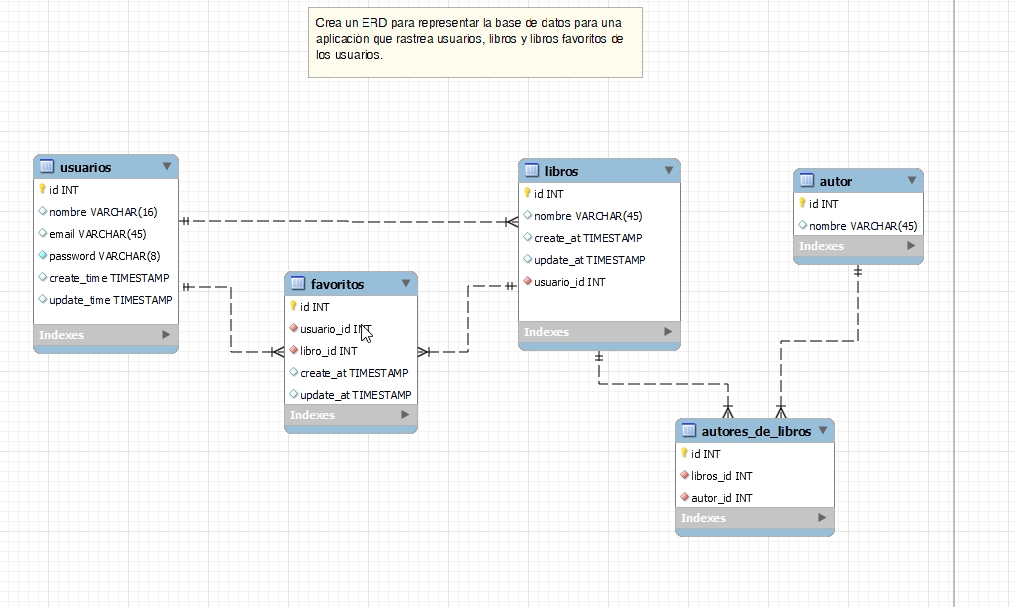 Crea un ERD para representar la base de datos para una
aplicación que rastrea usuarios, libros y libros favoritos de
los usuarios.
usuarios
id INT
nombre VARCHAR(16)
email VARCHAR(45)
password VARCHAR(8)
create_time TIMESTAMP
update_time TIMESTAMP
Indexes
favoritos
id INT
usuario_id INT
libro_id INT
create_at TIMESTAMP
update_at TIMESTAMP
Indexes
libros
id INT
nombre VARCHAR(45)
create_at TIMESTAMP
update_at TIMESTAMP
usuario_id INT
Indexes
autor
id INT
nombre VARCHAR(45)
Indexes
autores_de_libros
id INT
libros_id INT
autor_id INT
Indexes